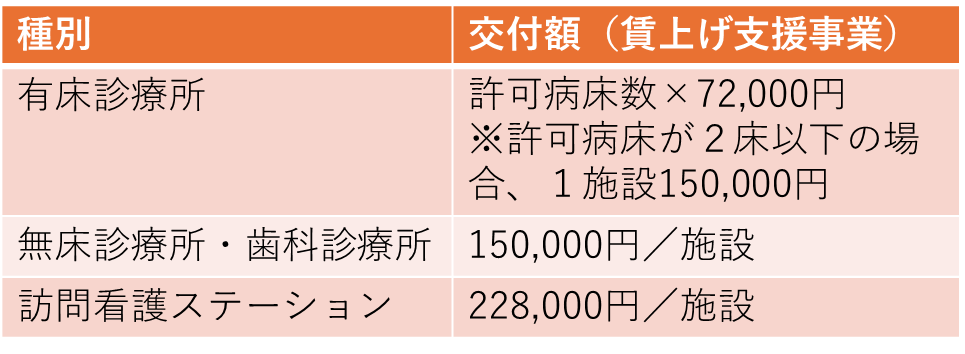 種別
交付額（賃上げ支援事業）
有床診療所
許可病床数×72,000円
※許可病床が２床以下の場
合、１施設150,000円
無床診療所・歯科診療所
150,000円／施設
訪問看護ステーション
228,000円／施設